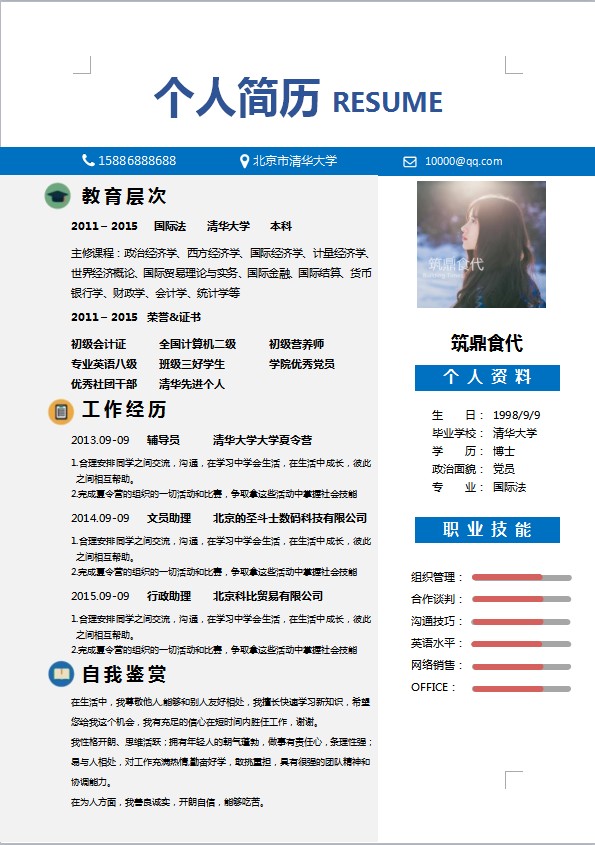 个人简历 RESUME
15886888688 北京市清华大学 10000@qq.com
教育层次
2011 – 2015 国际法 清华大学 本科
主修课程：政治经济学、西方经济学、国际经济学、计量经济学、
世界经济概论、国际贸易理论与实务、国际金融、国际结算、货币
银行学、财政学、会计学、统计学等
2011 – 2015 荣誉&证书
初级会计证 全国计算机二级 初级营养师
专业英语八级 班级三好学生 学院优秀党员
优秀社团干部 清华先进个人
工作经历
2013.09-09 辅导员 清华大学大学夏令营
1.合理安排同学之间交流，沟通，在学习中学会生活，在生活中成长，彼此
之间相互帮助。
2.完成夏令营的组织的一切活动和比赛，争取拿这些活动中掌握社会技能
2014.09-09 文员助理 北京的圣斗士数码科技有限公司
1.合理安排同学之间交流，沟通，在学习中学会生活，在生活中成长，彼此
之间相互帮助。
2.完成夏令营的组织的一切活动和比赛，争取拿这些活动中掌握社会技能
2015.09-09 行政助理 北京科比贸易有限公司
1.合理安排同学之间交流，沟通，在学习中学会生活，在生活中成长，彼此
之间相互帮助。
2.完成夏令营的组织的一切活动和比赛，争取拿这些活动中掌握社会技能
自我鉴赏
在生活中，我尊敬他人,能够和别人友好相处，我擅长快速学习新知识，希望
您给我这个机会，我有充足的信心在短时间内胜任工作，谢谢。
我性格开朗、思维活跃；拥有年轻人的朝气蓬勃，做事有责任心，条理性强；
易与人相处，对工作充满热情,勤奋好学，敢挑重担，具有很强的团队精神和
协调能力。
在为人方面，我善良诚实，开朗自信，能够吃苦。
筑鼎食代
筑鼎食代
个人资料
生 日： 1998/9/9
毕业学校： 清华大学
学 历： 博士
政治面貌： 党员
专 业： 国际法
职业技能
组织管理：
合作谈判：
沟通技巧：
英语水平：
网络销售：
OFFICE：